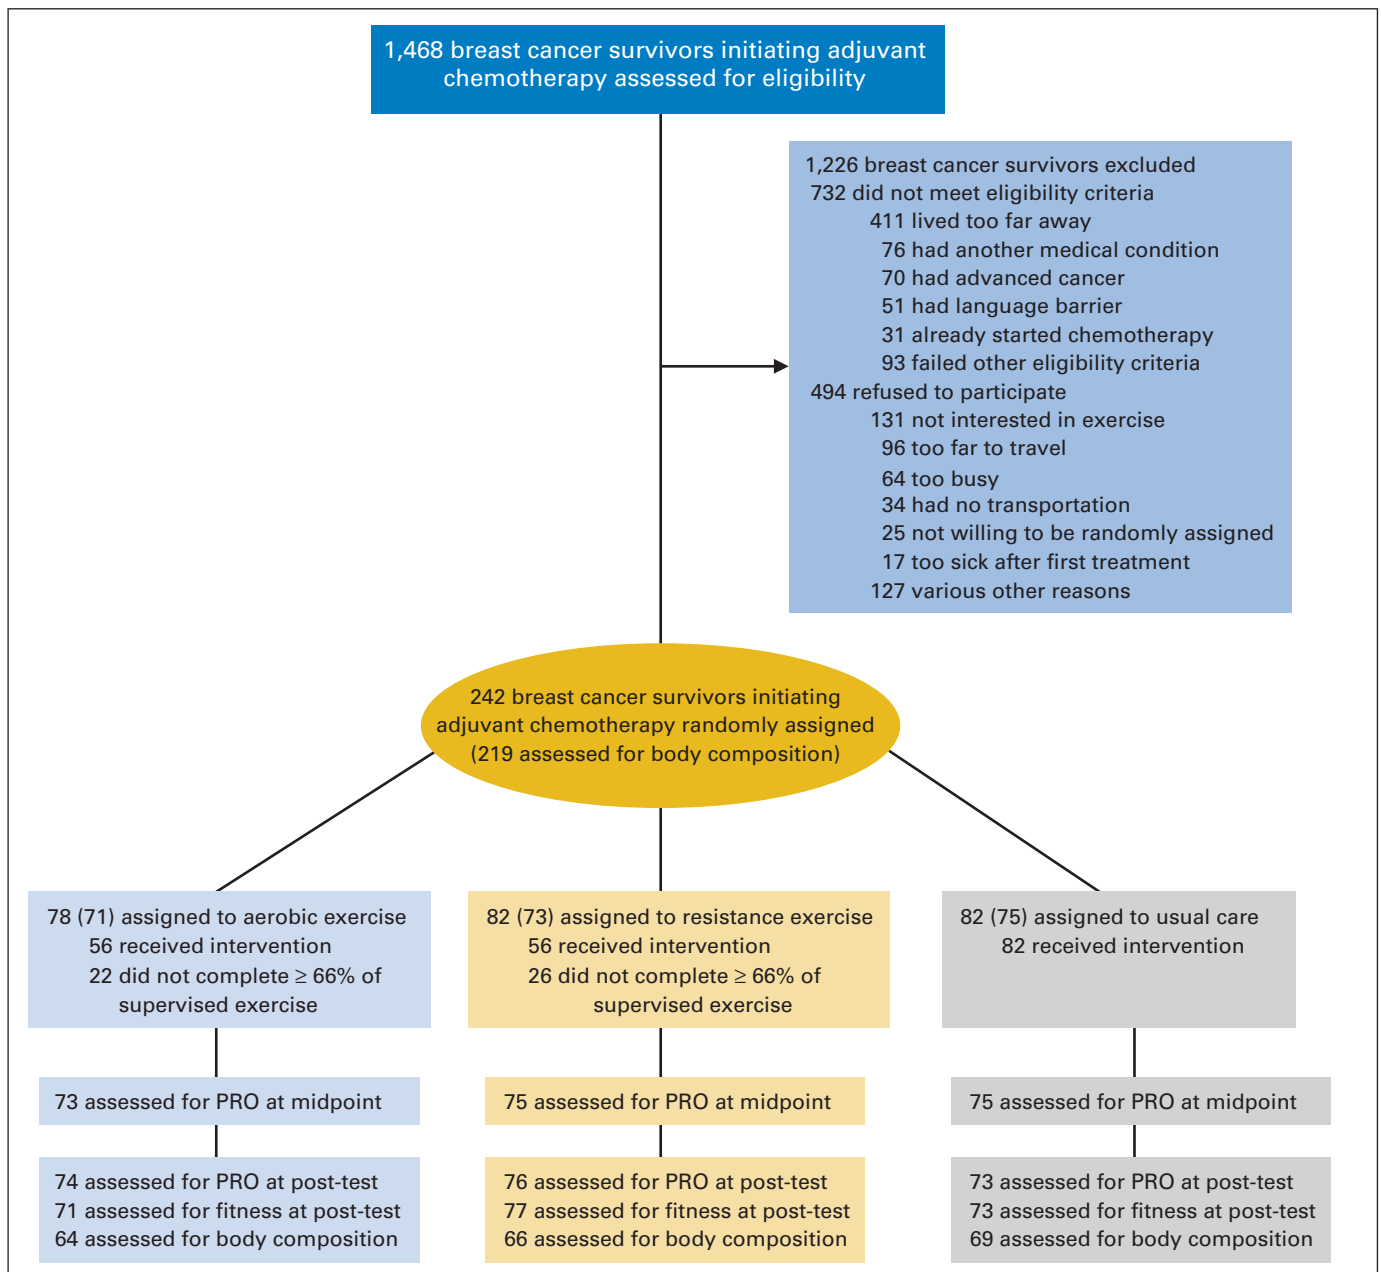 1,468 breast cancer survivors initiating adjuvant
chemotherapy assessed for eligibility
1,226 breast cancer survivors excluded
732 did not meet eligibility criteria
411 lived too far away
76 had another medical condition
70 had advanced cancer
51 had language barrier
31 already started chemotherapy
93 failed other eligibility criteria
494 refused to participate
131 not interested in exercise
96 too far to travel
64 too busy
34 had no transportation
25 not willing to be randomly assigned
17 too sick after first treatment
127 various other reasons
242 breast cancer survivors initiating
adjuvant chemotherapy randomly assigned
(219 assessed for body composition)
78 (71) assigned to aerobic exercise
56 received intervention
22 did not complete ≥ 66% of
supervised exercise
82 (73) assigned to resistance exercise
56 received intervention
26 did not complete ≥ 66% of
supervised exercise
82 (75) assigned to usual care
82 received intervention
73 assessed for PRO at midpoint
75 assessed for PRO at midpoint
75 assessed for PRO at midpoint
74 assessed for PRO at post-test
71 assessed for fitness at post-test
64 assessed for body composition
76 assessed for PRO at post-test
77 assessed for fitness at post-test
66 assessed for body composition
73 assessed for PRO at post-test
73 assessed for fitness at post-test
69 assessed for body composition